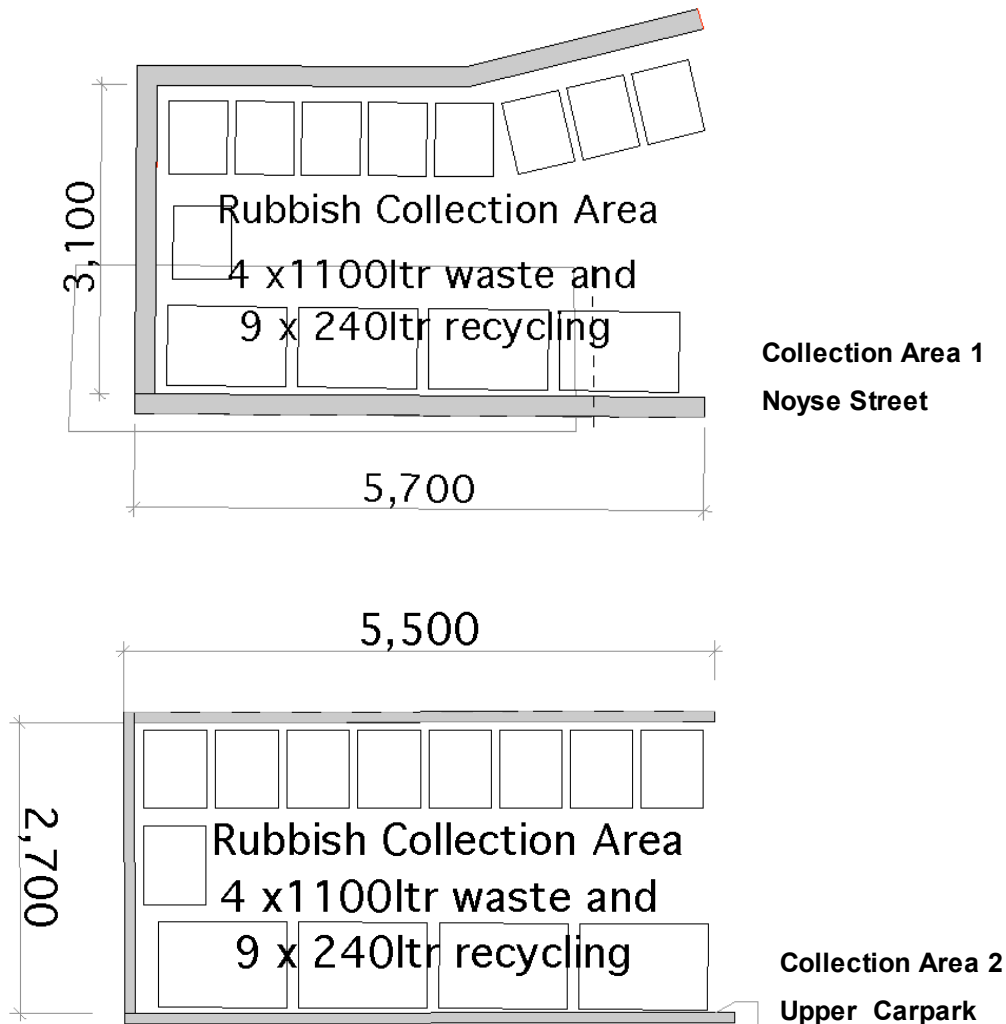 3,100
Rubbish Collection Area
4 x1100ltr waste and
9 x 240ltr recycling
Collection Area 1
Noyse Street
5,700
5,500
2,700
Rubbish Collection Area
4 x1100ltr waste and
9 x 240ltr recycling
Collection Area 2
Upper Carpark